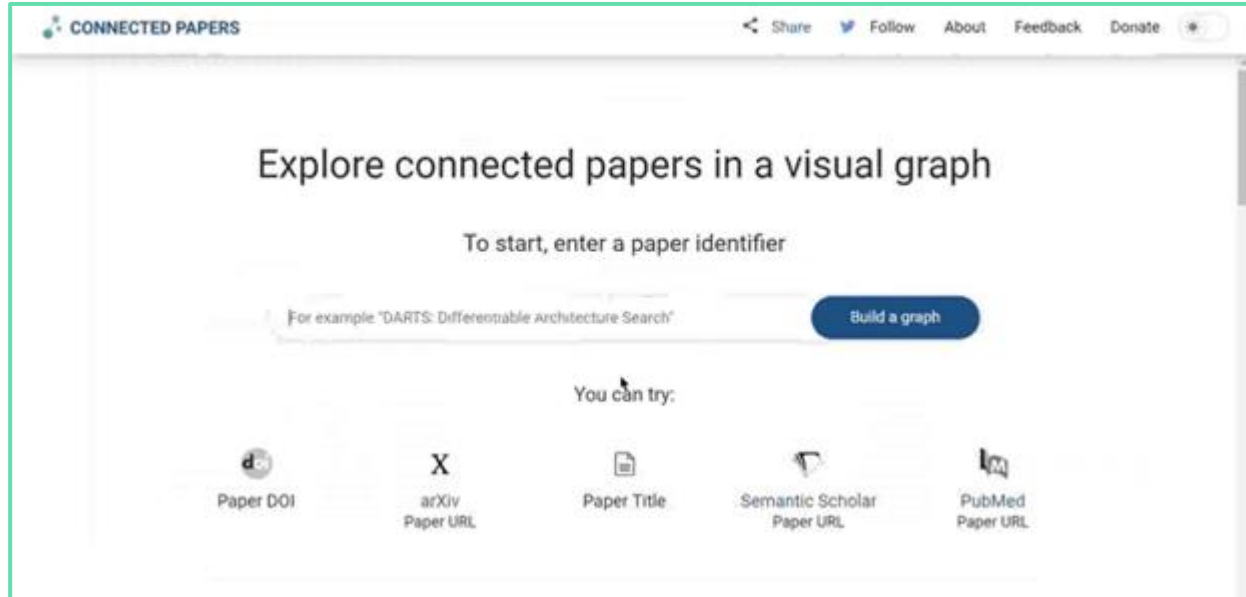 CONNECTED PAPERS
Share Follow About Feedback Donate
Explore connected papers in a visual graph
To start, enter a paper identifier
For example "DARTS: Differentiable Architecture Search"
Build a graph
You can try:
Paper DOI
arXiv
Paper URL
Paper Title
Semantic Scholar
Paper URL
PubMed
Paper URL